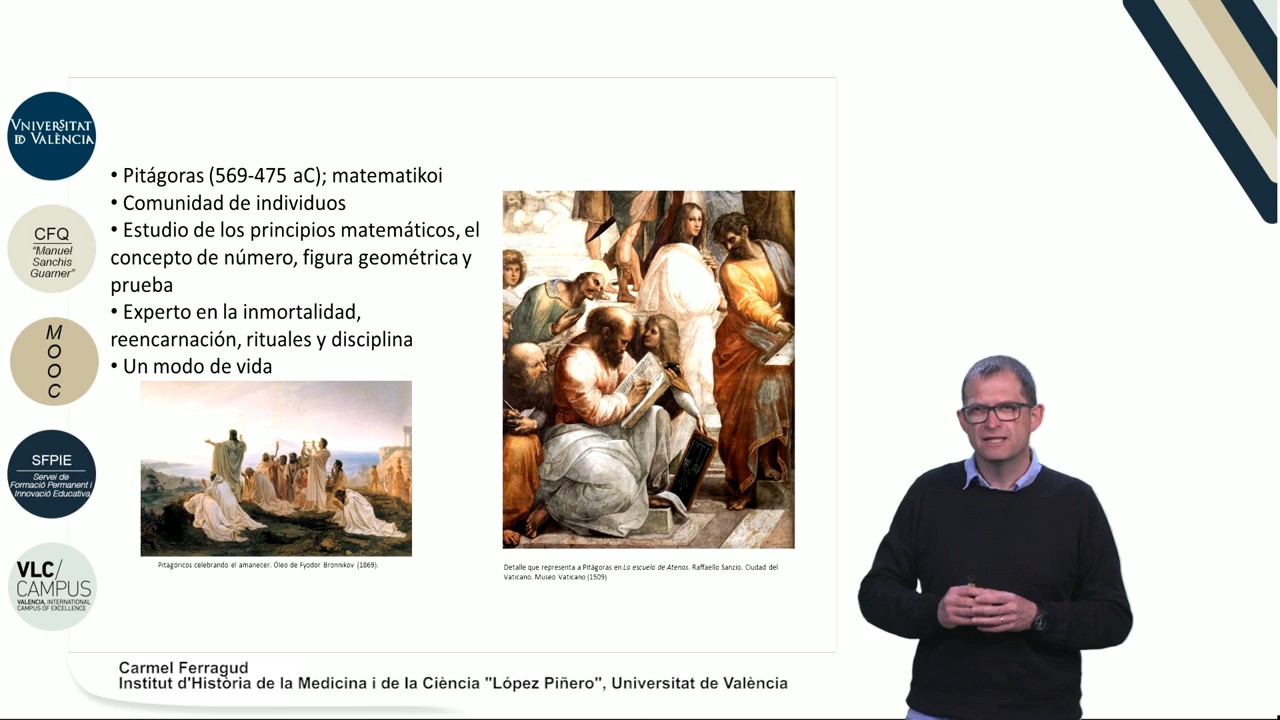 VNIVERSITAT
ID VALÈNCIA
CFQ
"Manuel
Sanchis
Guarner"
M
O
O
C
SFPIE
Servei de
Formació Permanent i
Innovació Educativa
VLC/
CAMPUS
VALENCIA, INTERNATIONAL
CAMPUS OF EXCELLENCE
• Pitágoras (569-475 aC); matematikoi
• Comunidad de individuos
• Estudio de los principios matemáticos, el
concepto de número, figura geométrica y
prueba
• Experto en la inmortalidad,
reencarnación, rituales y disciplina
• Un modo de vida
Pitagóricos celebrando el amanecer. Óleo de Fyodor Bronnikov (1869).
Detalle que representa a Pitágoras en La escuela de Atenas. Raffaello Sanzio. Ciudad del
Vaticano. Museo Vaticano (1509)
Carmel Ferragud
Institut d'Història de la Medicina i de la Ciència "López Piñero", Universitat de València